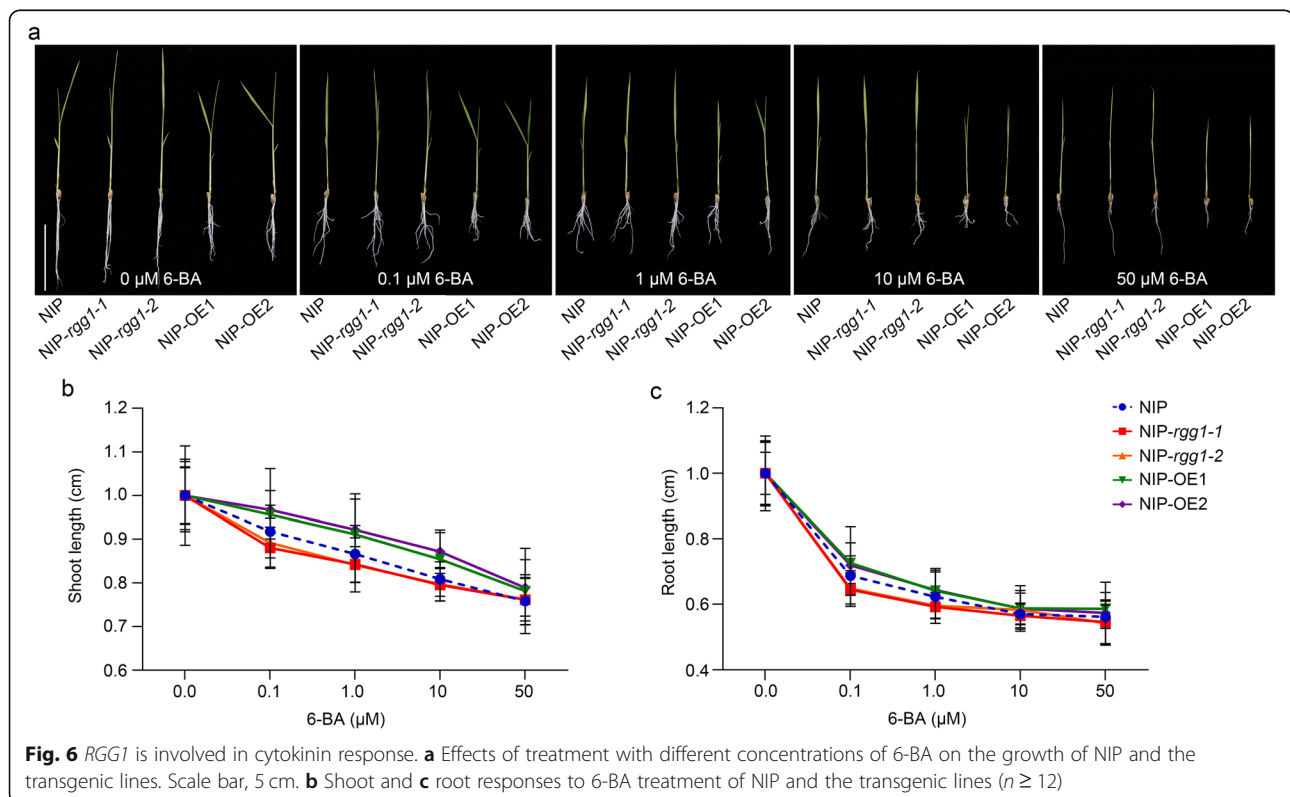 a
0 µM 6-BA
0.1 µM 6-BA
1 µM 6-BA
10 µM 6-BA
50 µM 6-BA
NIP
NIP-rgg1-1
NIP-rgg1-2
NIP-OE1
NIP-OE2
NIP
NIP-rgg1-1
NIP-rgg1-2
NIP-OE1
NIP-OE2
NIP
NIP-rgg1-1
NIP-rgg1-2
NIP-OE1
NIP-OE2
NIP
NIP-rgg1-1
NIP-rgg1-2
NIP-OE1
NIP-OE2
NIP
NIP-rgg1-1
NIP-rgg1-2
NIP-OE1
NIP-OE2
b
Shoot length (cm)
1.2
1.1
1.0
0.9
0.8
0.7
0.6
0.0
0.1
1.0
10
50
6-BA (µM)
c
Root length (cm)
1.2
1.0
0.8
0.6
0.4
0.0
0.1
1.0
10
50
6-BA (µM)
NIP
NIP-rgg1-1
NIP-rgg1-2
NIP-OE1
NIP-OE2
Fig. 6 RGG1 is involved in cytokinin response. a Effects of treatment with different concentrations of 6-BA on the growth of NIP and the
transgenic lines. Scale bar, 5 cm. b Shoot and c root responses to 6-BA treatment of NIP and the transgenic lines (n ≥ 12)